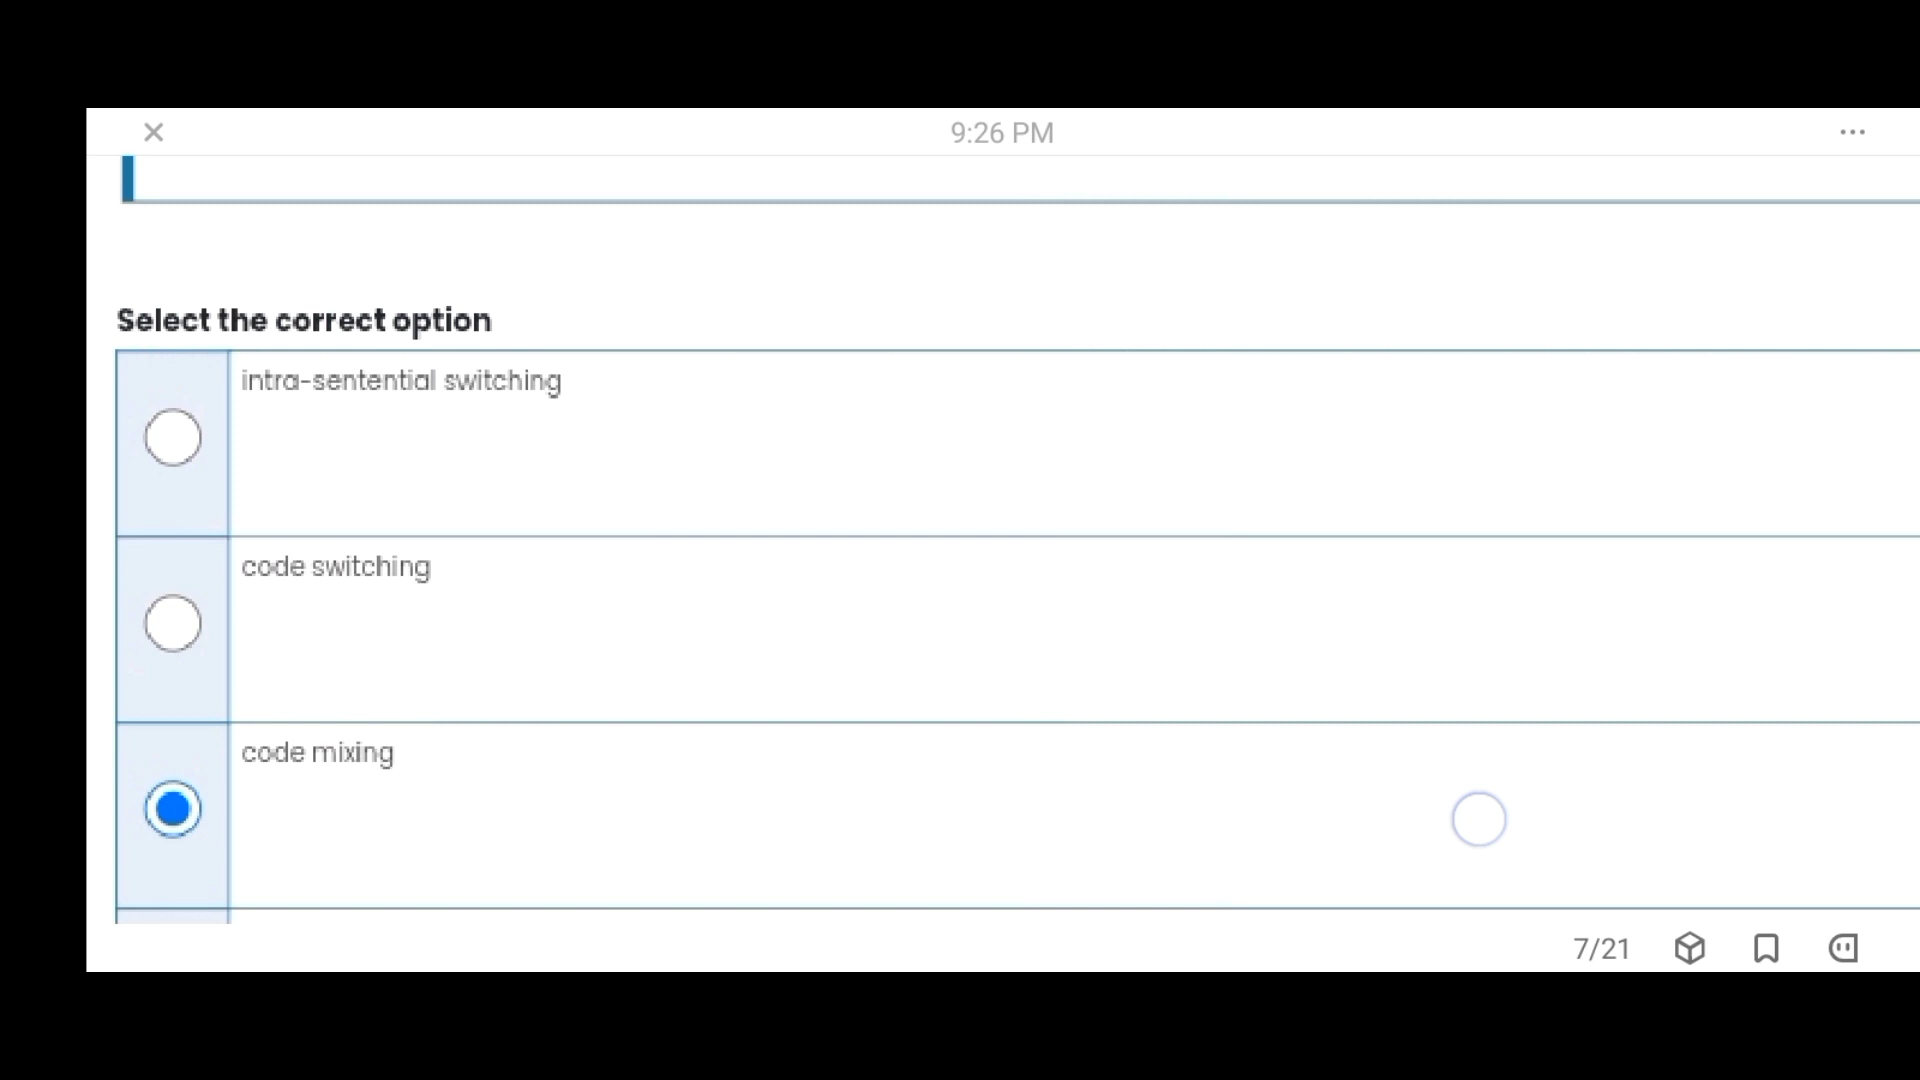 9:26 PM
Select the correct option
intra-sentential switching
code switching
code mixing
7/21